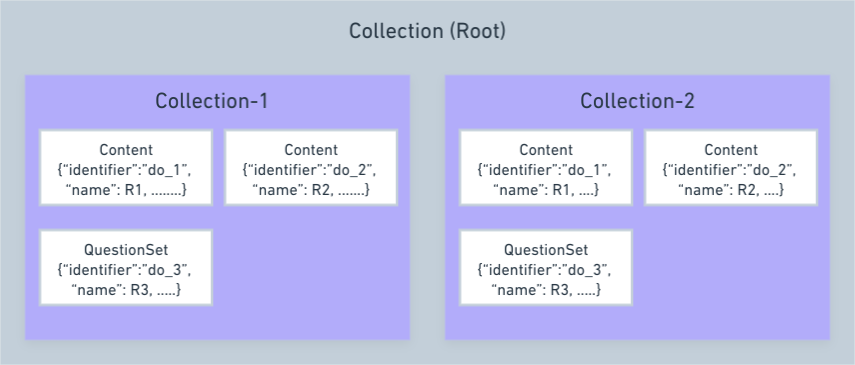 Collection (Root)
Collection-1
Content
{“identifier”:”do_1”,
“name”: R1, ........}
Content
{“identifier”:”do_2”,
“name”: R2, .......}
QuestionSet
{“identifier”:”do_3”,
“name”: R3, .....}
Collection-2
Content
{“identifier”:”do_1”,
“name”: R1, ....}
Content
{“identifier”:”do_2”,
“name”: R2, ....}
QuestionSet
{“identifier”:”do_3”,
“name”: R3, .....}